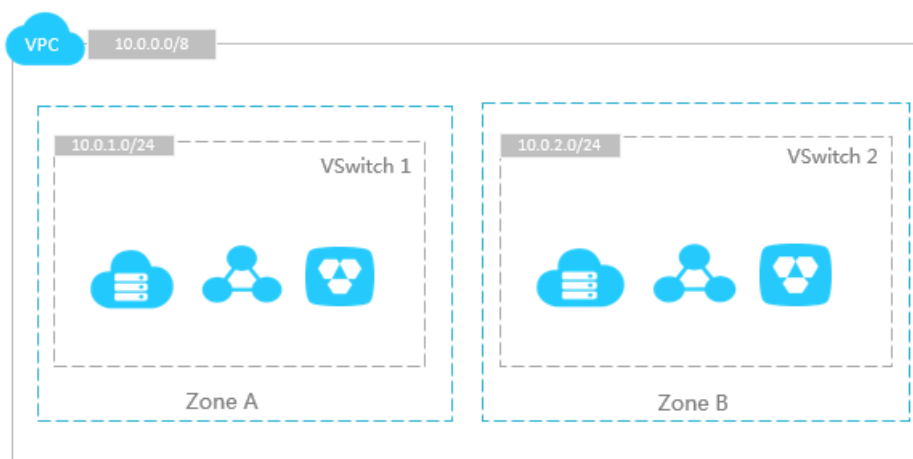 VPC
10.0.0.0/8
10.0.1.0/24
VSwitch 1
Zone A
10.0.2.0/24
VSwitch 2
Zone B